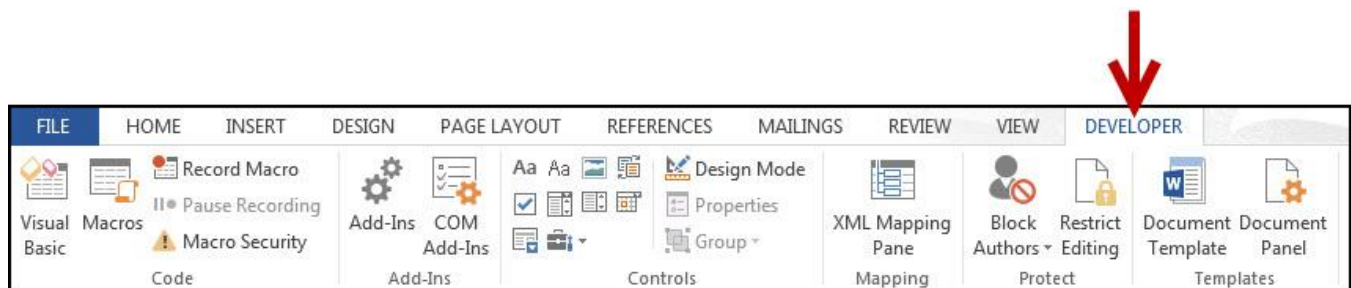 FILE HOME INSERT DESIGN PAGE LAYOUT REFERENCES MAILINGS REVIEW VIEW DEVELOPER
Visual Basic
Macros
Record Macro
Pause Recording
Macro Security
Code
Add-Ins
COM Add-Ins
Add-Ins
Aa Aa
Design Mode
Properties
Group
Controls
XML Mapping Pane
Mapping
Block Authors
Restrict Editing
Protect
W
Document Template
Document Panel
Templates